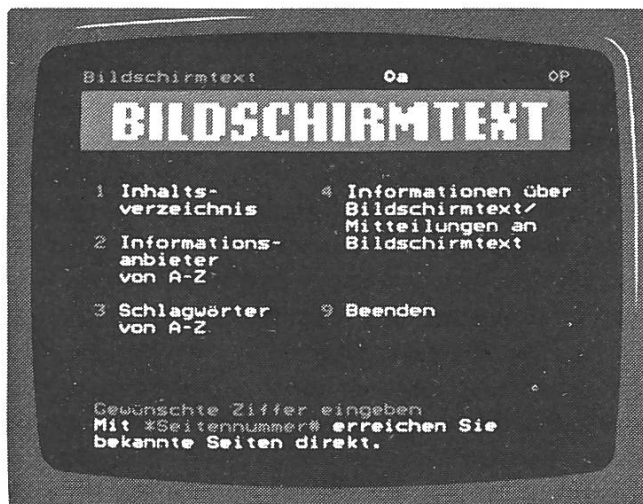 Bildschirmtext 0a 0P
BILDSCHIRMTEXT
1 Inhalts-
verzeichnis
2 Informations-
anbieter
von A-Z
3 Schlagwörter
von A-Z
4 Informationen über
Bildschirmtext/
Mitteilungen an
Bildschirmtext
9 Beenden
Gewünschte Ziffer eingeben
Mit *Seitennummer# erreichen Sie
bekannte Seiten direkt.